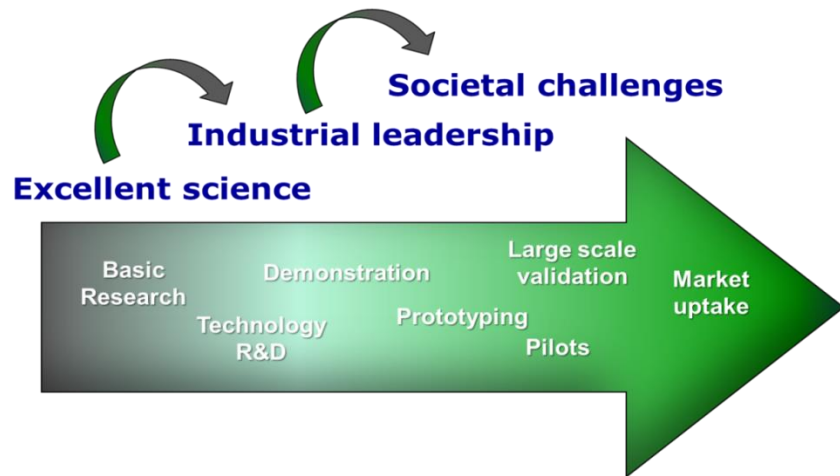 Societal challenges
Industrial leadership
Excellent science
Basic
Research
Technology
R&D
Demonstration
Prototyping
Large scale
validation
Pilots
Market
uptake